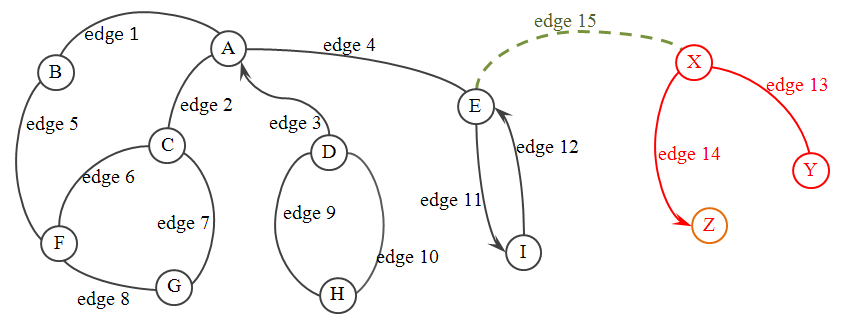 edge 15
edge 1
A
edge 4
X
B
E
edge 13
edge 2
edge 5
edge 3
C
D
edge 12
edge 14
edge 6
Y
edge 11
edge 9
edge 7
Z
F
I
edge 10
G
H
edge 8